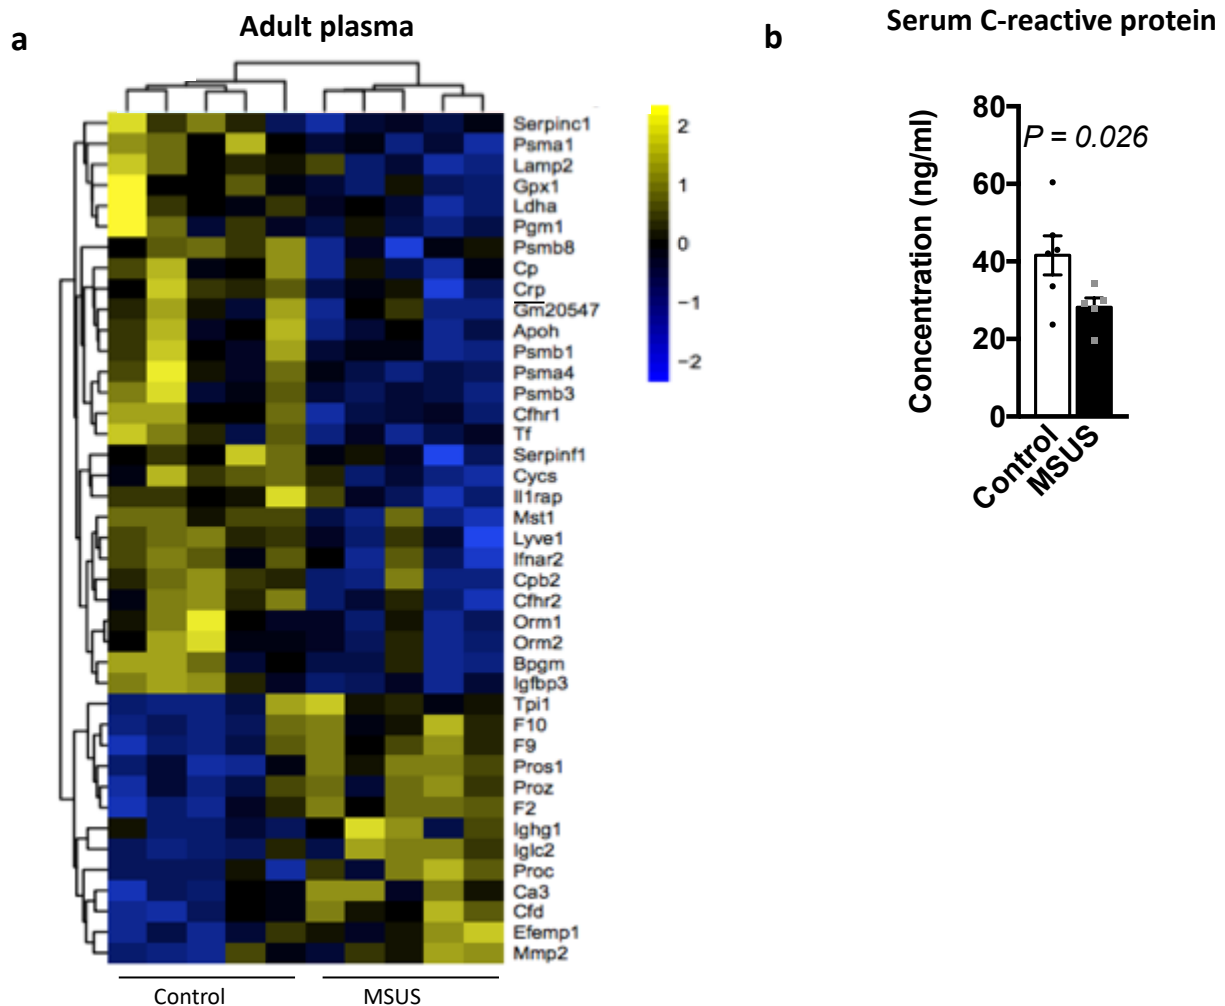 a
Adult plasma
Serpinc1
Psma1
Lamp2
Gpx1
Ldha
Pgm1
Psmb8
Cp
Crp
Gm20547
Apoh
Psmb1
Psma4
Psmb3
Cfhr1
Tf
Serpinf1
Cycs
Il1rap
Mst1
Lyve1
Ifnar2
Cpb2
Cfhr2
Orm1
Orm2
Bpgm
Igfbp3
Tpi1
F10
F9
Pros1
Proz
F2
Ighg1
Iglc2
Proc
Ca3
Cfd
Efemp1
Mmp2
2
1
0
−1
−2
Control
MSUS
b
Serum C-reactive protein
Concentration (ng/ml)
80
60
40
20
0
P = 0.026
Control
MSUS